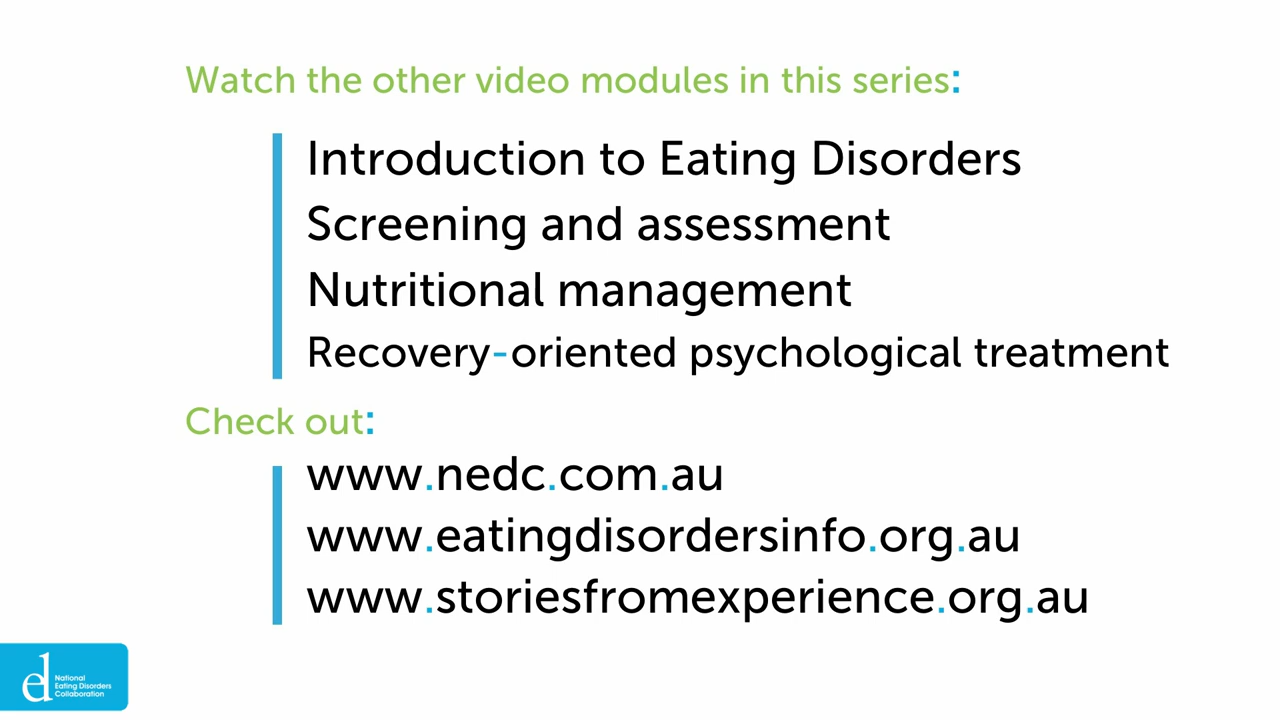 Watch the other video modules in this series:
Introduction to Eating Disorders
Screening and assessment
Nutritional management
Recovery-oriented psychological treatment
Check out:
www.nedc.com.au
www.eatingdisordersinfo.org.au
www.storiesfromexperience.org.au
ed
National
Eating Disorders
Collaboration